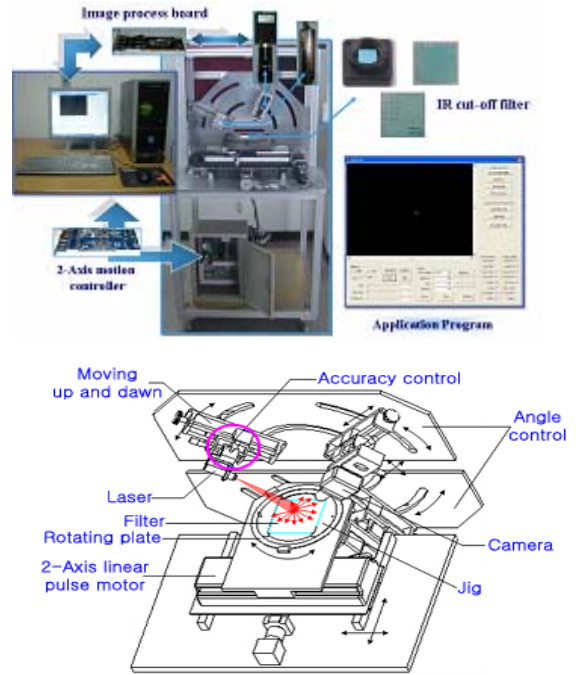 Image process board
IR cut-off filter
2-Axis motion
controller
Application Program
Moving
up and dawn
Accuracy control
Angle
control
Laser
Filter
Rotating plate
Camera
2-Axis linear
pulse motor
Jig